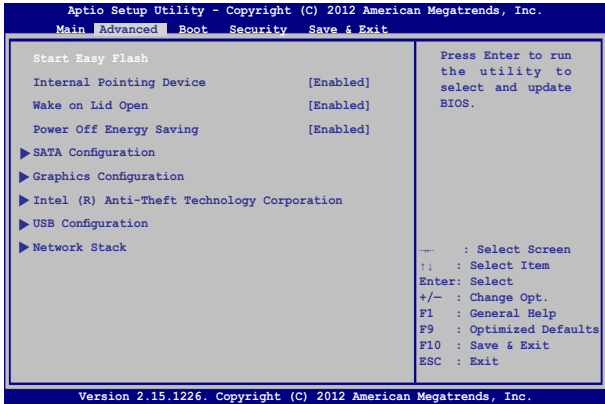 Aptio Setup Utility - Copyright (C) 2012 American Megatrends, Inc.
Main Advanced Boot Security Save & Exit
Start Easy Flash
Internal Pointing Device [Enabled]
Wake on Lid Open [Enabled]
Power Off Energy Saving [Enabled]
▶ SATA Configuration
▶ Graphics Configuration
▶ Intel (R) Anti-Theft Technology Corporation
▶ USB Configuration
▶ Network Stack
Press Enter to run
the utility to
select and update
BIOS.
→← : Select Screen
↑↓ : Select Item
Enter: Select
+/— : Change Opt.
F1 : General Help
F9 : Optimized Defaults
F10 : Save & Exit
ESC : Exit
Version 2.15.1226. Copyright (C) 2012 American Megatrends, Inc.